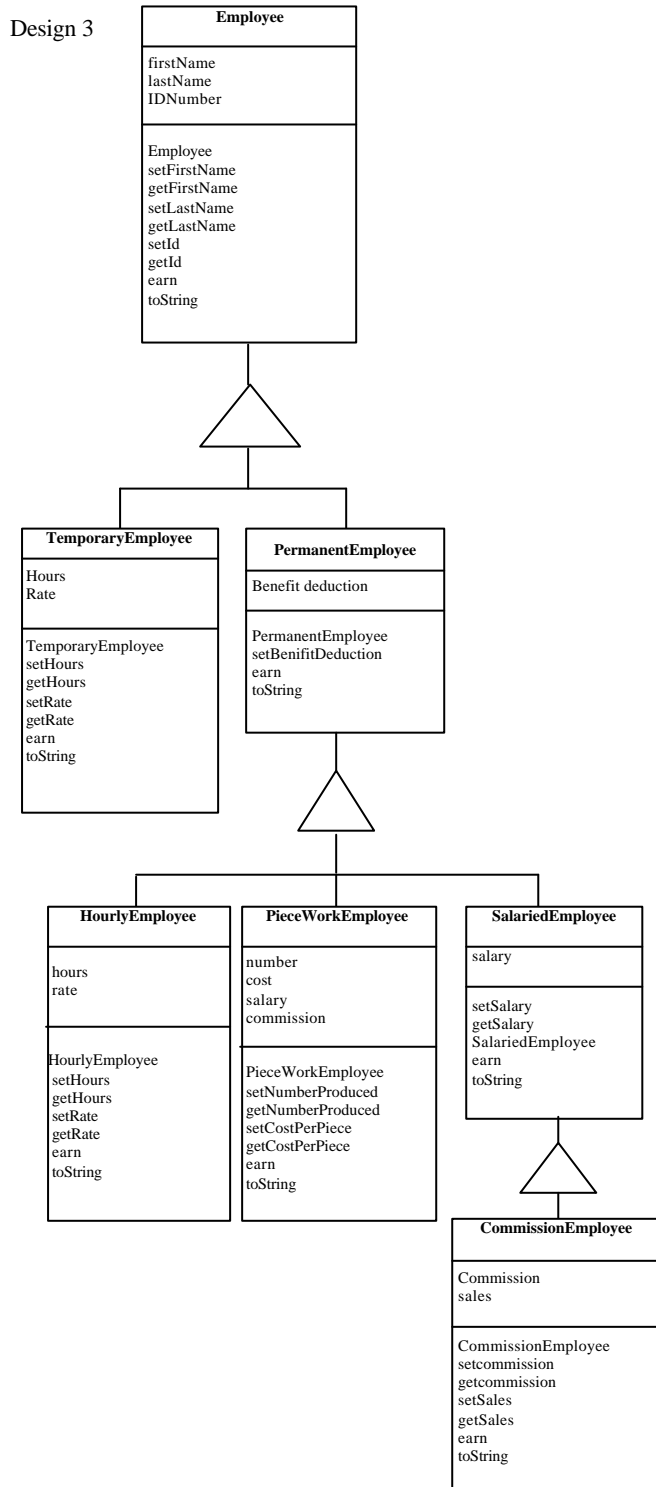 Design 3
Employee
firstName
lastName
IDNumber
Employee
setFirstName
getFirstName
setLastName
getLastName
setId
getId
earn
toString
TemporaryEmployee
Hours
Rate
TemporaryEmployee
setHours
getHours
setRate
getRate
earn
toString
PermanentEmployee
Benefit deduction
PermanentEmployee
setBenifitDeduction
earn
toString
HourlyEmployee
hours
rate
HourlyEmployee
setHours
getHours
setRate
getRate
earn
toString
PieceWorkEmployee
number
cost
salary
commission
PieceWorkEmployee
setNumberProduced
getNumberProduced
setCostPerPiece
getCostPerPiece
earn
toString
SalariedEmployee
salary
setSalary
getSalary
SalariedEmployee
earn
toString
CommissionEmployee
Commission
sales
CommissionEmployee
setcommission
getcommission
setSales
getSales
earn
toString